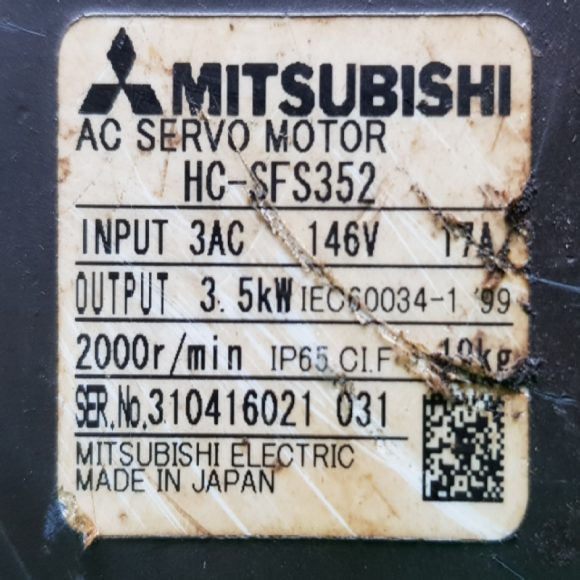 MITSUBISHI
AC SERVO MOTOR
HC-SFS352
INPUT 3AC 146V 17A
OUTPUT 3.5kW IEC60034-1 '99
2000r/min IP65 CI.F
SER.No.310416021 031
MITSUBISHI ELECTRIC
MADE IN JAPAN